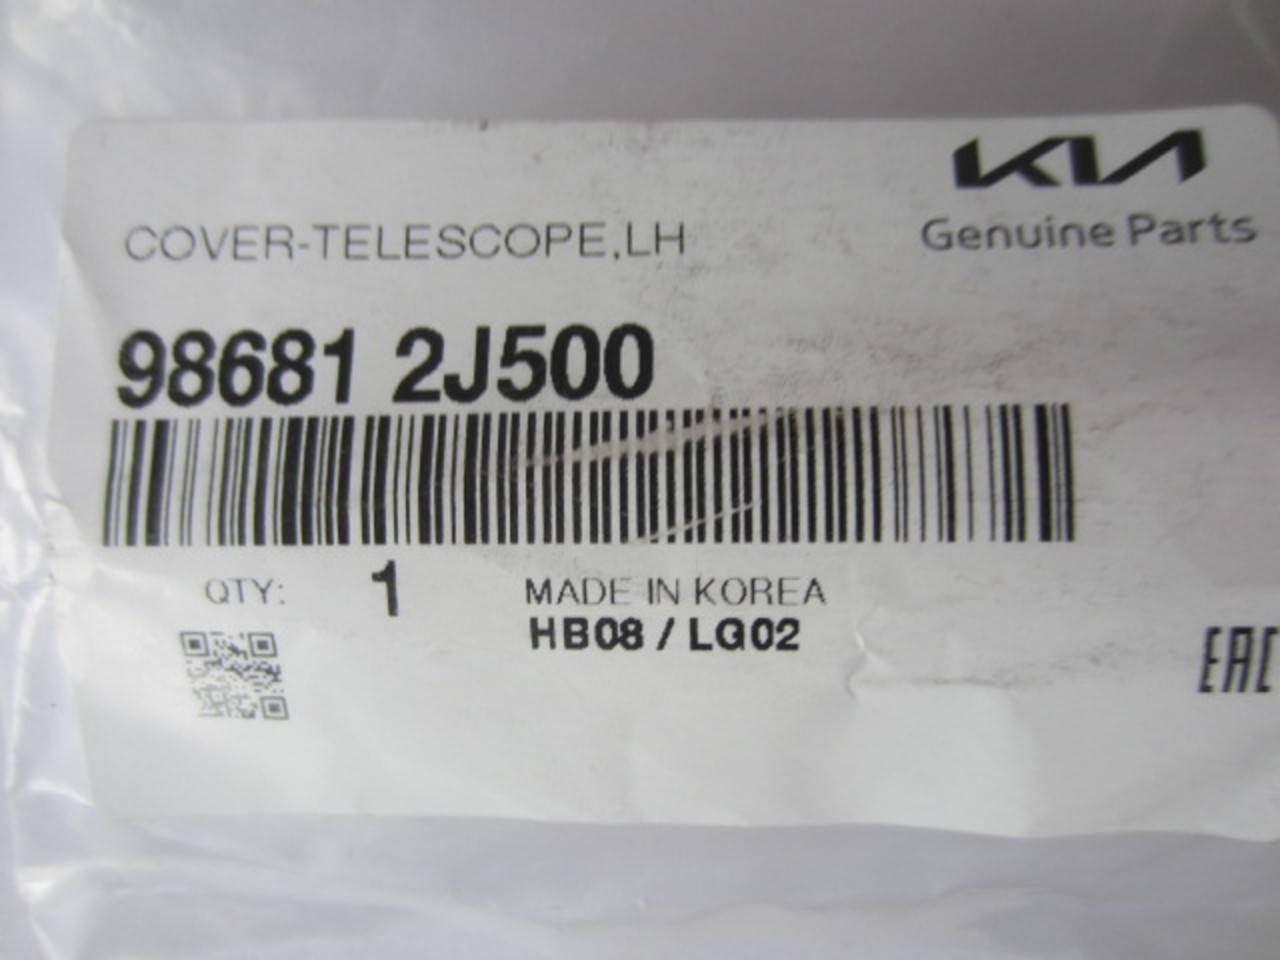 KIA
Genuine Parts
COVER-TELESCOPE,LH
98681 2J500
QTY: 1
MADE IN KOREA
HB08 / LG02
EAC